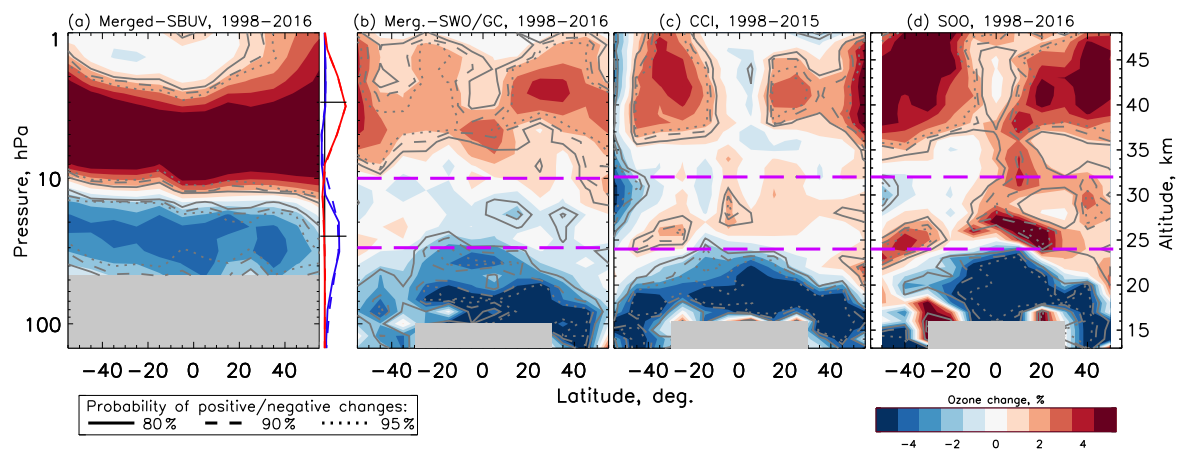 (a) Merged-SBUV, 1998-2016
(b) Merg.-SWO/GC, 1998-2016
(c) CCI, 1998-2015
(d) SOO, 1998-2016
Pressure, hPa
1
10
100
45
40
35
30
25
20
15
Altitude, km
-40 -20 0 20 40
-40 -20 0 20 40
-40 -20 0 20 40
-40 -20 0 20 40
Latitude, deg.
Probability of positive/negative changes:
80% 90% 95%
Ozone change, %
-4 -2 0 2 4